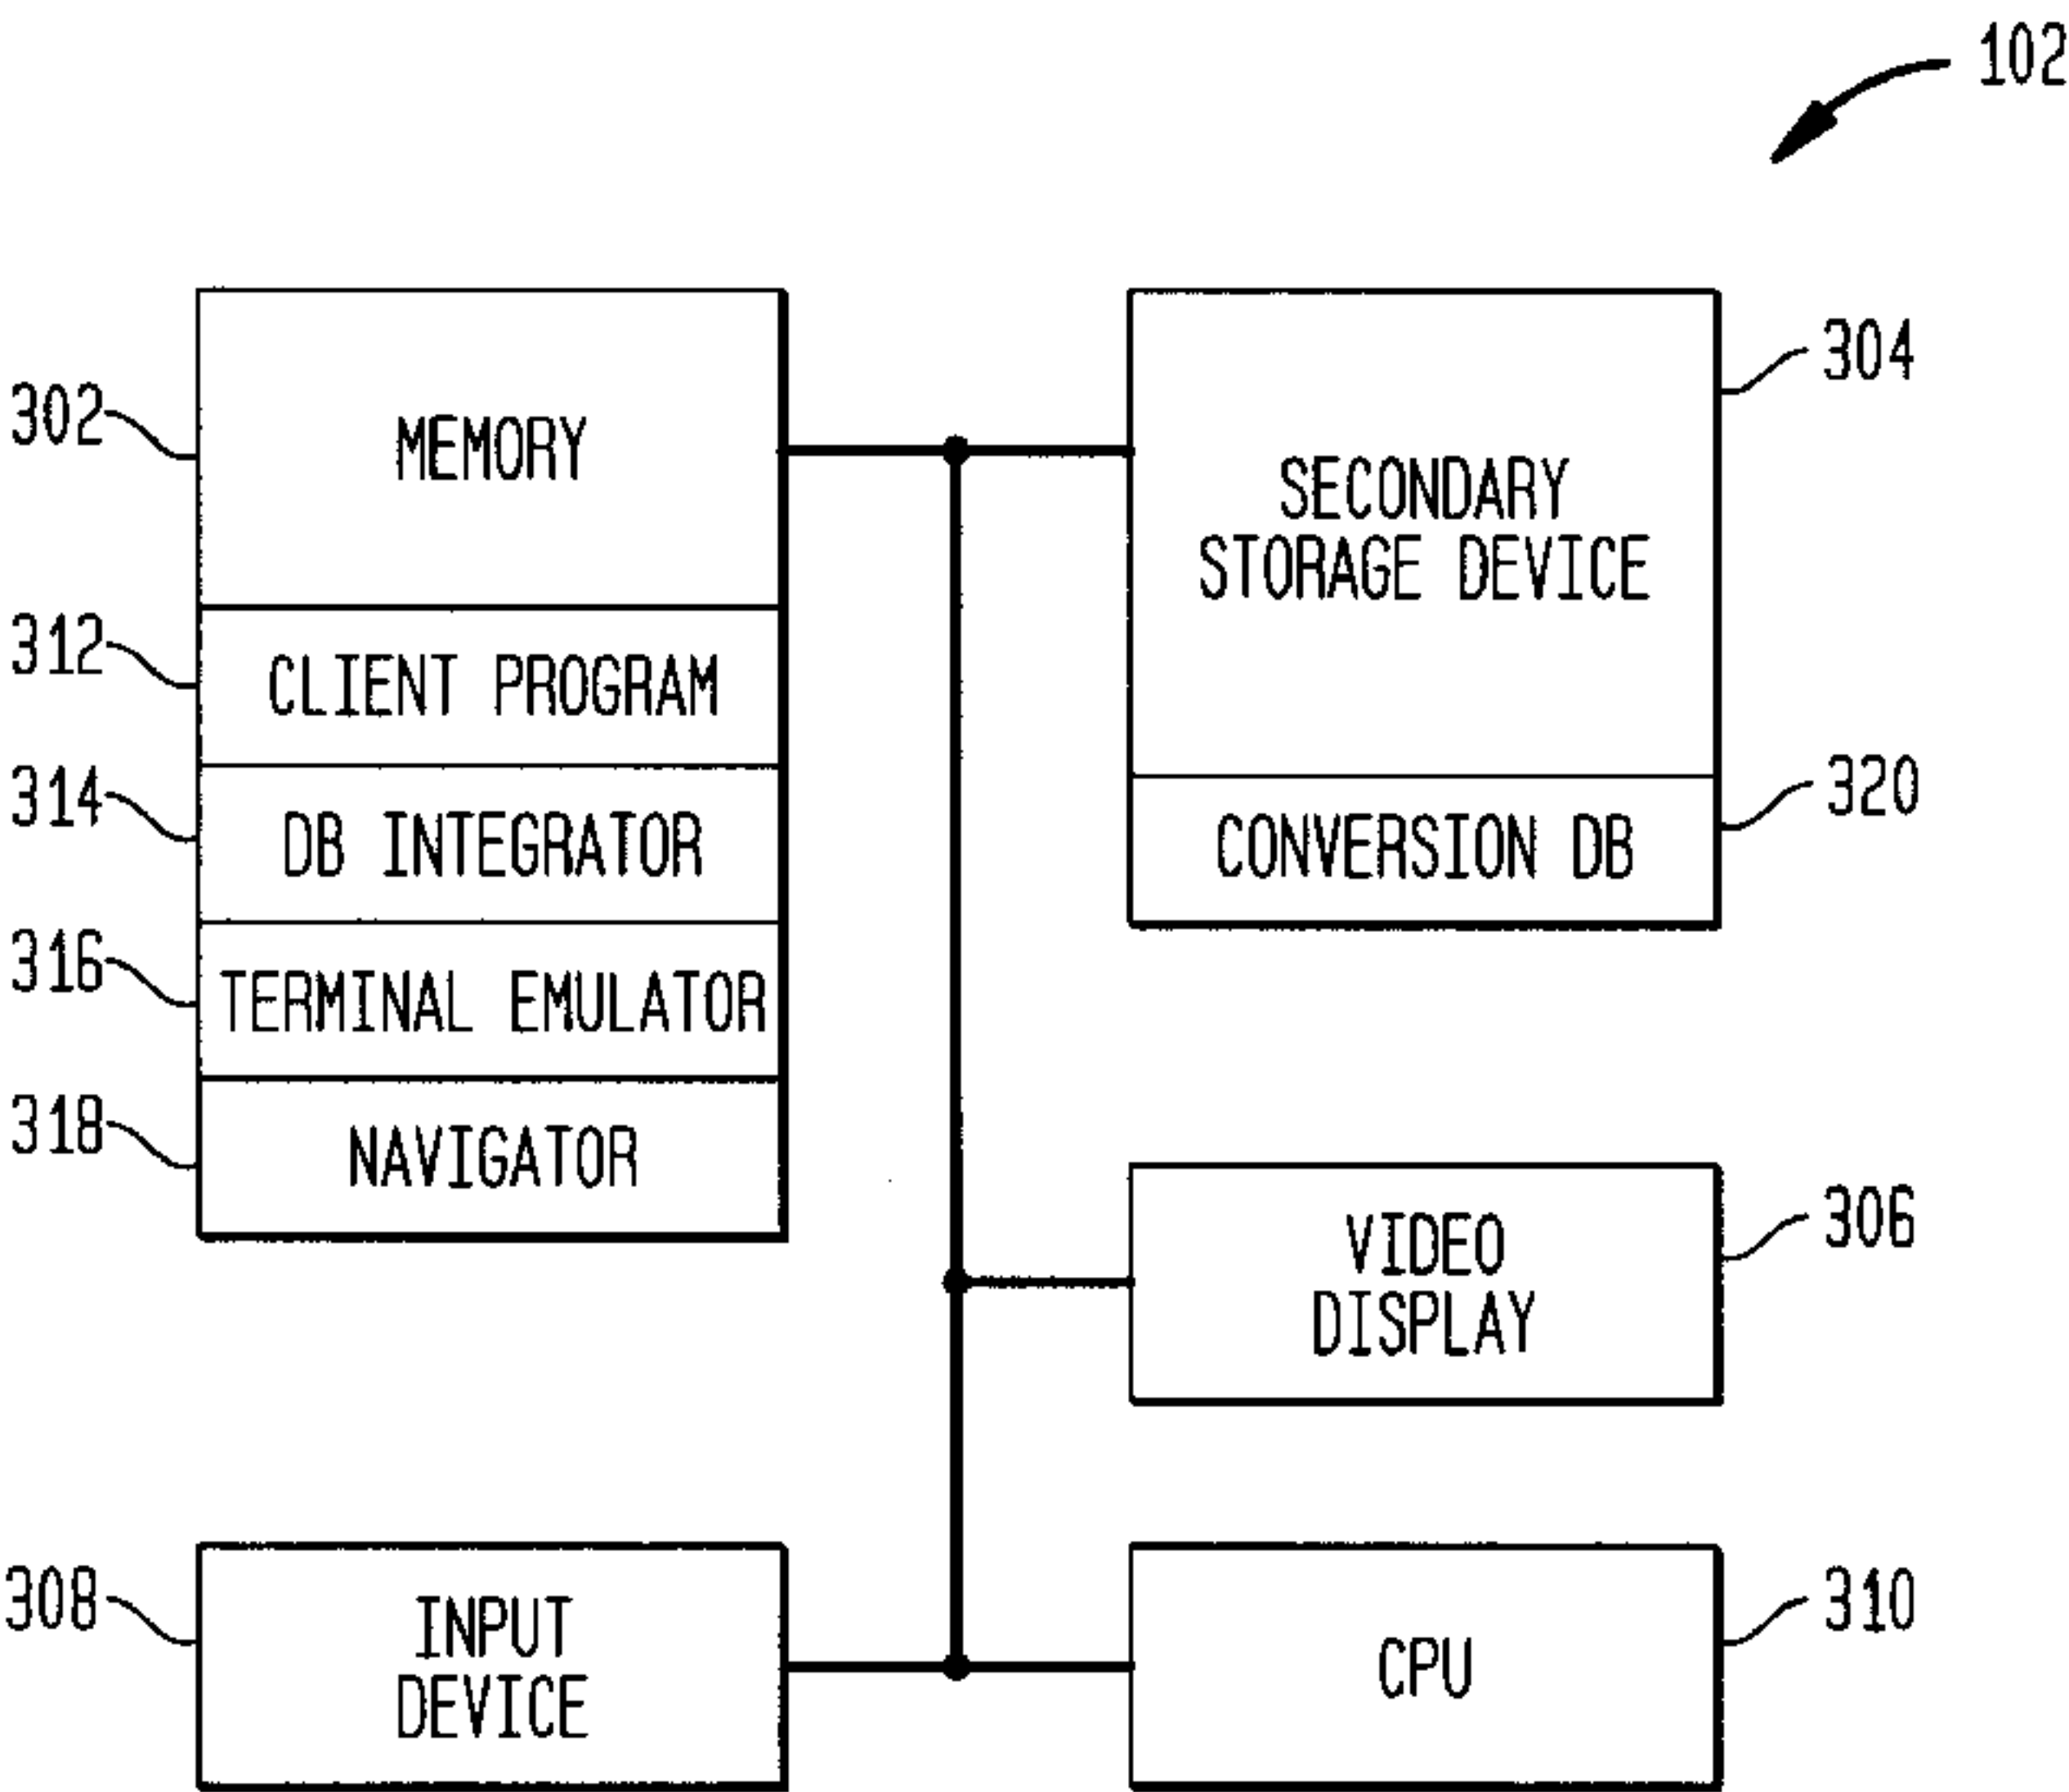 102
302
MEMORY
304
SECONDARY
STORAGE DEVICE
312
CLIENT PROGRAM
314
DB INTEGRATOR
320
CONVERSION DB
316
TERMINAL EMULATOR
318
NAVIGATOR
306
VIDEO
DISPLAY
308
INPUT
DEVICE
310
CPU